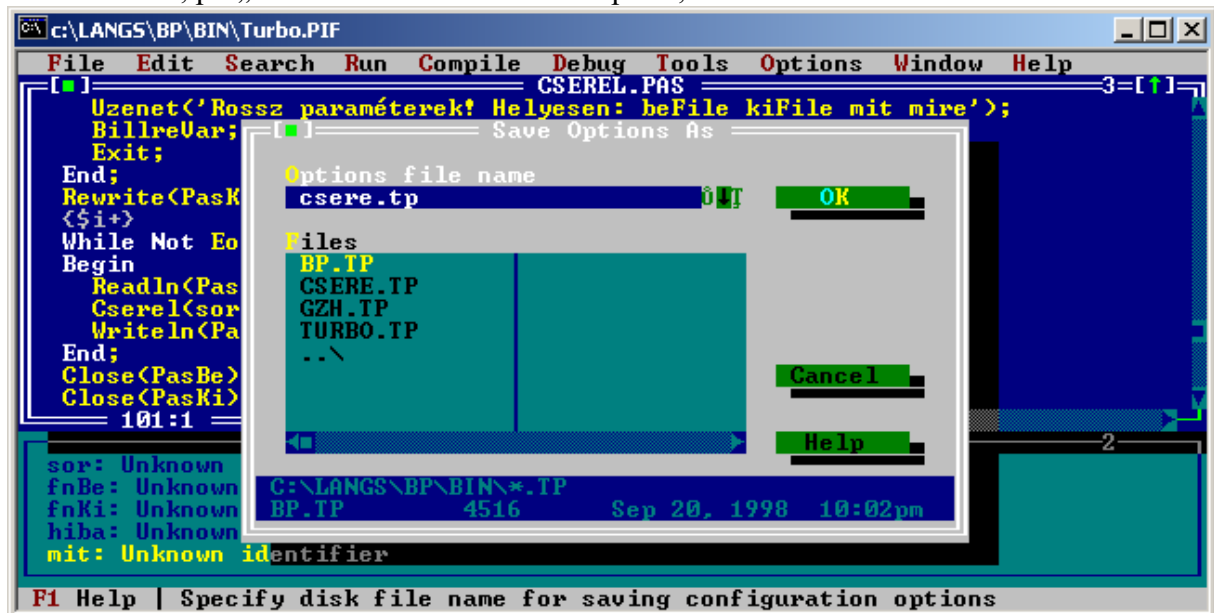 c:\LANGS\BP\BIN\Turbo.PIF
File Edit Search Run Compile Debug Tools Options Window Help
CSEREL.PAS 3=[↑]
Uzenet('Rossz paraméterek! Helyesen: beFile kiFile mit mire');
BillreVar;
Exit;
End;
Rewrite(PasK
{$i+}
While Not Eo
Begin
Readln(Pas
Cserel(sor
Writeln(Pa
End;
Close(PasBe)
Close(PasKi)
101:1
Save Options As
Options file name
csere.tp
OK
Files
BP.TP
CSERE.TP
GZH.TP
TURBO.TP
..\
Cancel
Help
C:\LANGS\BP\BIN\*.TP
BP.TP 4516 Sep 20, 1998 10:02pm
2
sor: Unknown
fnBe: Unknown
fnKi: Unknown
hiba: Unknown
mit: Unknown identifier
F1 Help | Specify disk file name for saving configuration options